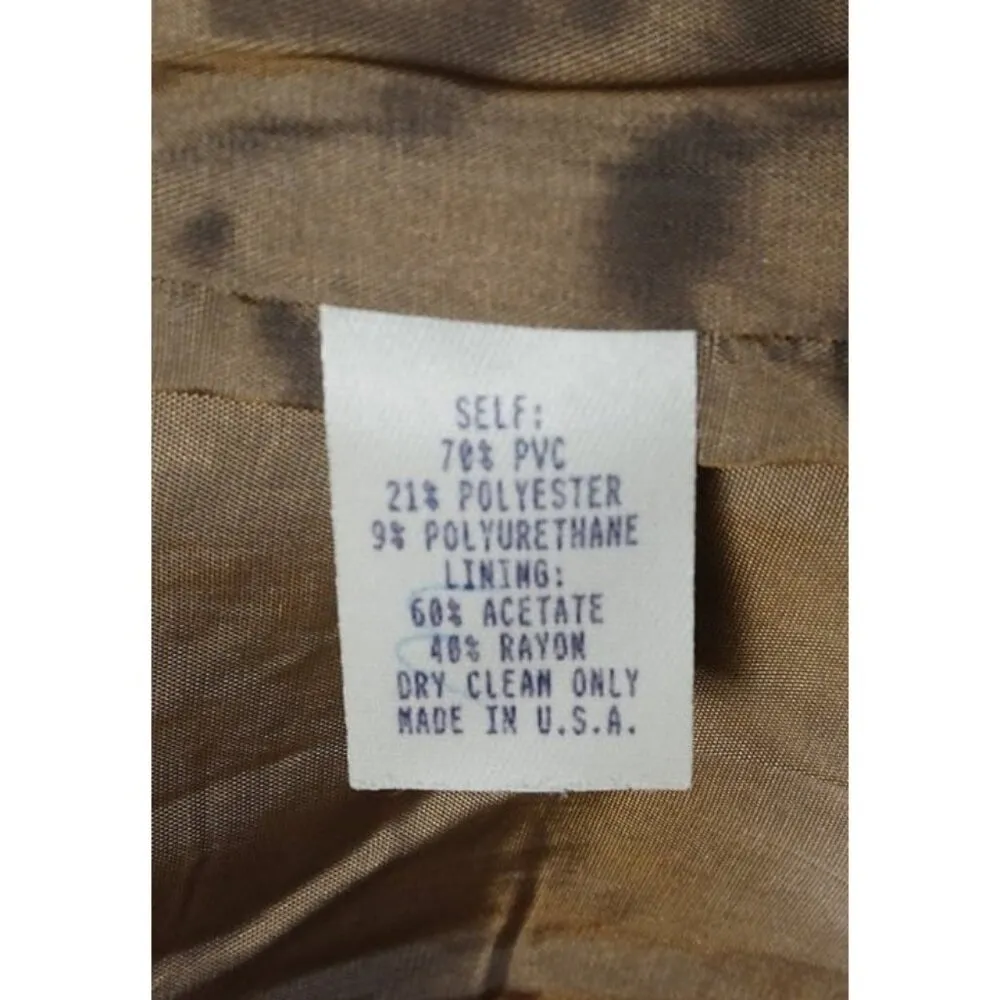 SELF:
70% PVC
21% POLYESTER
9% POLYURETHANE
LINING:
60% ACETATE
40% RAYON
DRY CLEAN ONLY
MADE IN U.S.A.